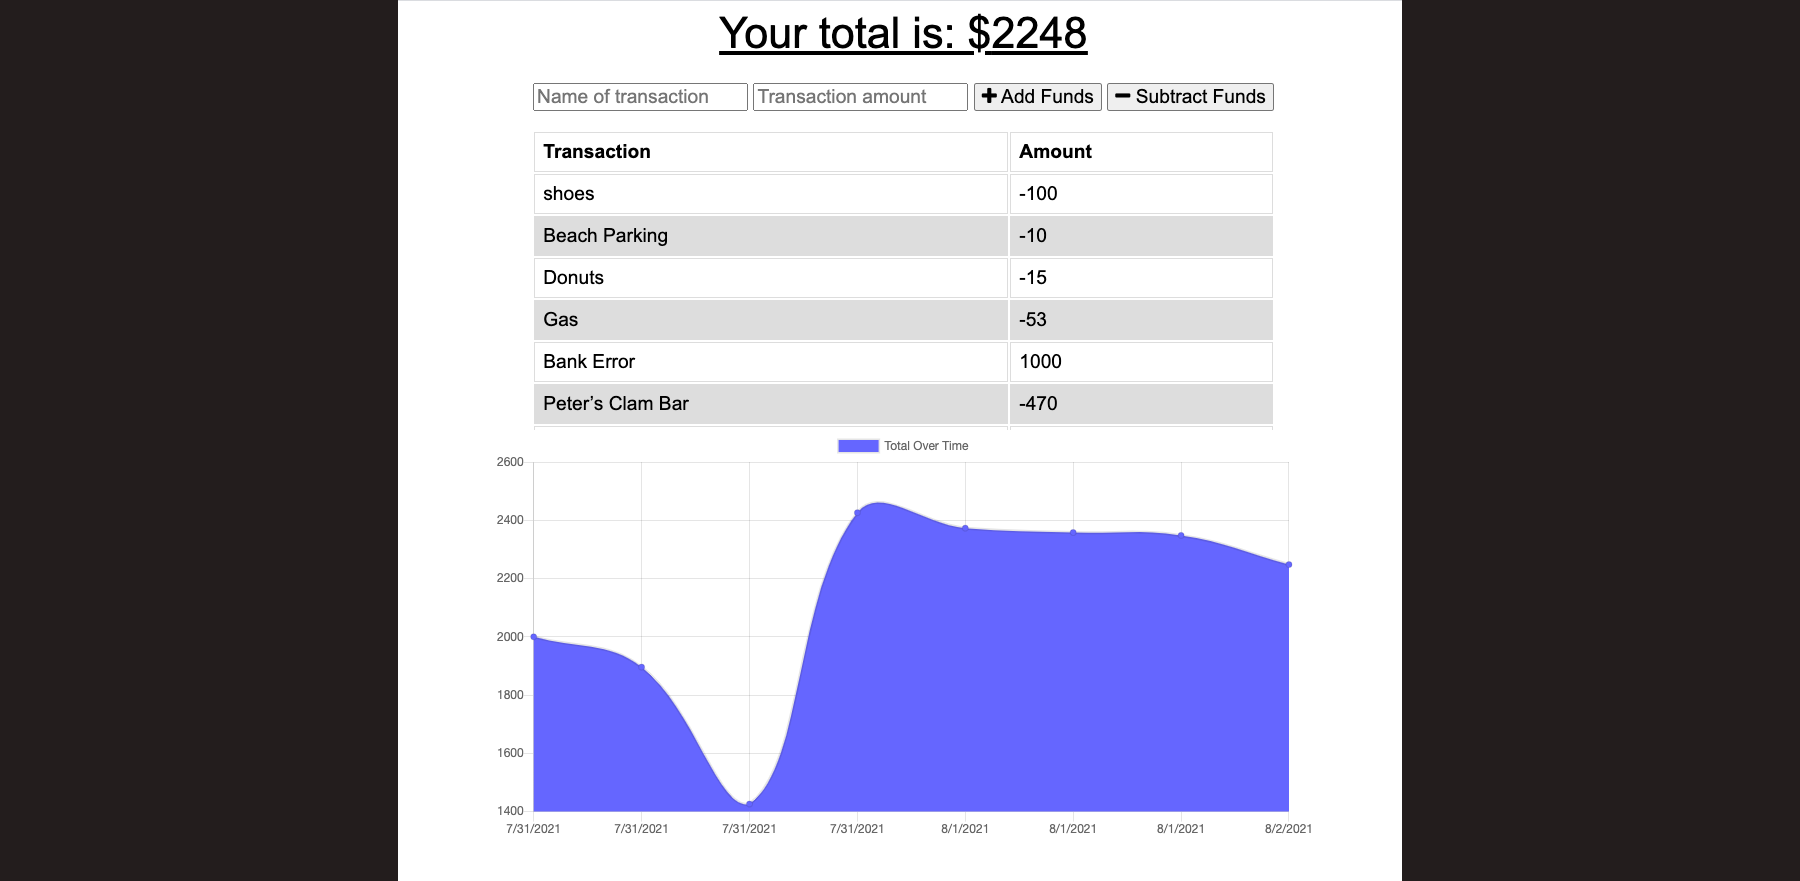 Your total is: $2248
Name of transaction Transaction amount Add Funds Subtract Funds
Transaction Amount
shoes -100
Beach Parking -10
Donuts -15
Gas -53
Bank Error 1000
Peter’s Clam Bar -470
Total Over Time
2600
2400
2200
2000
1800
1600
1400
7/31/2021 7/31/2021 7/31/2021 7/31/2021 8/1/2021 8/1/2021 8/1/2021 8/2/2021